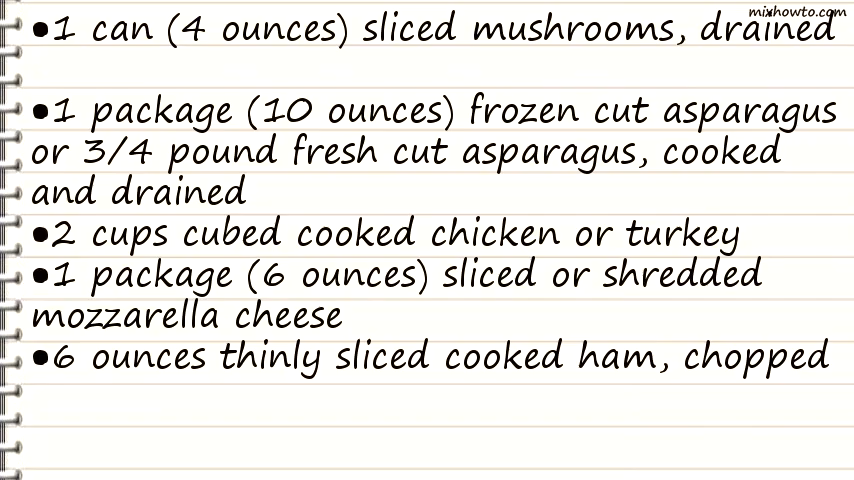 mixhowto.com
•1 can (4 ounces) sliced mushrooms, drained
•1 package (10 ounces) frozen cut asparagus
or 3/4 pound fresh cut asparagus, cooked
and drained
•2 cups cubed cooked chicken or turkey
•1 package (6 ounces) sliced or shredded
mozzarella cheese
•6 ounces thinly sliced cooked ham, chopped